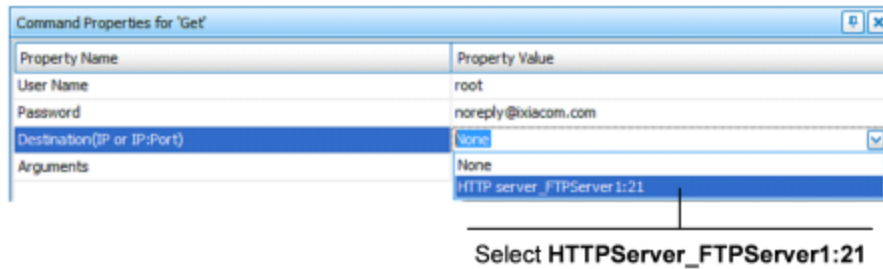 Command Properties for 'Get'
Property Name Property Value
User Name root
Password noreply@ixiacom.com
Destination(IP or IP:Port) None
Arguments None
HTTP server_FTPServer1:21
Select HTTPServer_FTPServer1:21